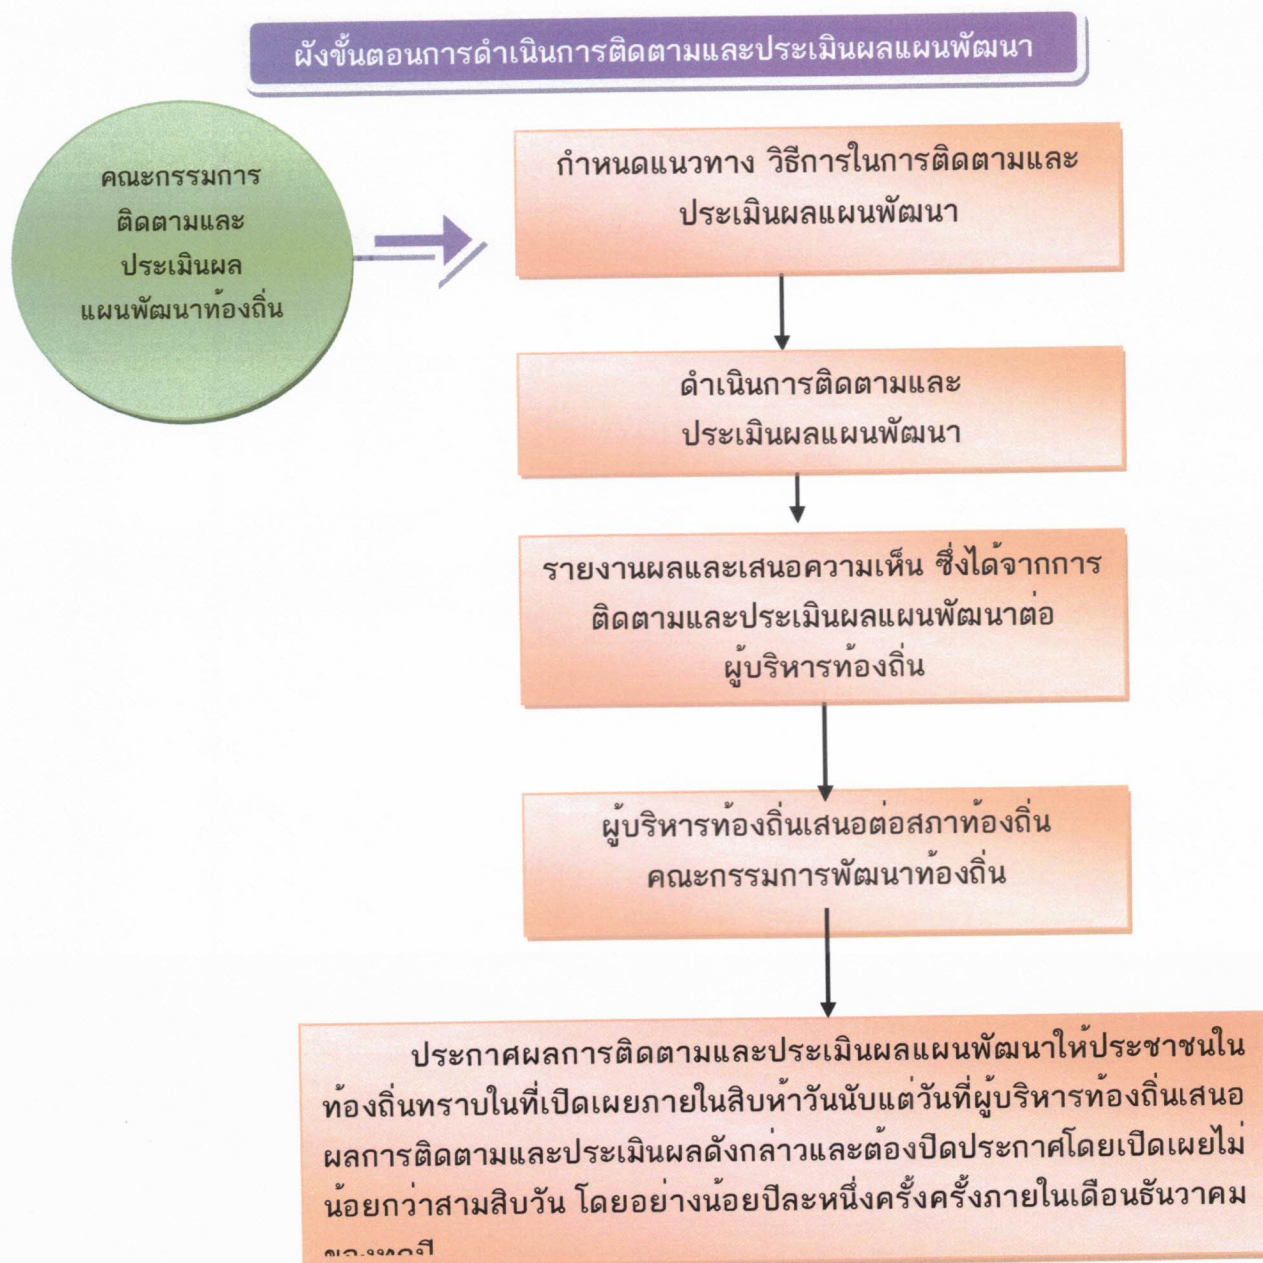 ผังขั้นตอนการดำเนินการติดตามและประเมินผลแผนพัฒนา
คณะกรรมการ
ติดตามและ
ประเมินผล
แผนพัฒนาท้องถิ่น
กำหนดแนวทาง วิธีการในการติดตามและ
ประเมินผลแผนพัฒนา
ดำเนินการติดตามและ
ประเมินผลแผนพัฒนา
รายงานผลและเสนอความเห็น ซึ่งได้จากการ
ติดตามและประเมินผลแผนพัฒนาต่อ
ผู้บริหารท้องถิ่น
ผู้บริหารท้องถิ่นเสนอต่อสภาท้องถิ่น
คณะกรรมการพัฒนาท้องถิ่น
ประกาศผลการติดตามและประเมินผลแผนพัฒนาให้ประชาชนใน
ท้องถิ่นทราบในที่เปิดเผยภายในสิบห้าวันนับแต่วันที่ผู้บริหารท้องถิ่นเสนอ
ผลการติดตามและประเมินผลดังกล่าวและต้องปิดประกาศโดยเปิดเผยไม่
น้อยกว่าสามสิบวัน โดยอย่างน้อยปีละหนึ่งครั้งครั้งภายในเดือนธันวาคม